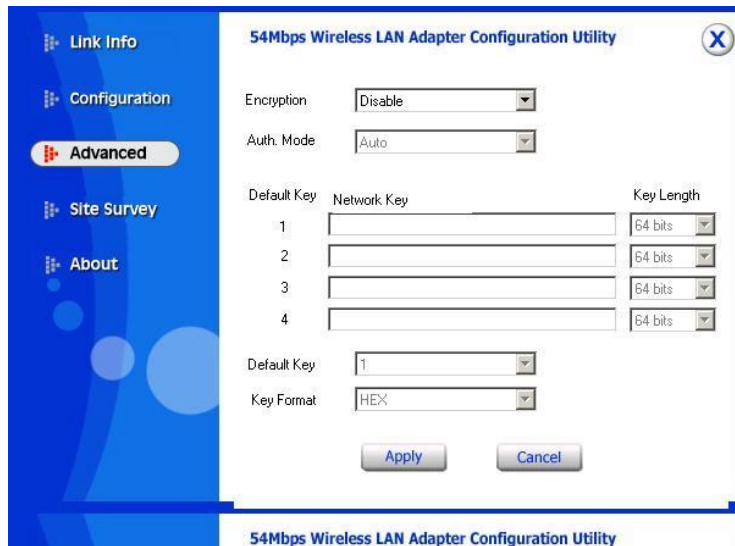 Link Info
Configuration
Advanced
Site Survey
About
54Mbps Wireless LAN Adapter Configuration Utility
X
Encryption Disable
Auth. Mode Auto
Default Key Network Key Key Length
1 64 bits
2 64 bits
3 64 bits
4 64 bits
Default Key 1
Key Format HEX
Apply Cancel
54Mbps Wireless LAN Adapter Configuration Utility